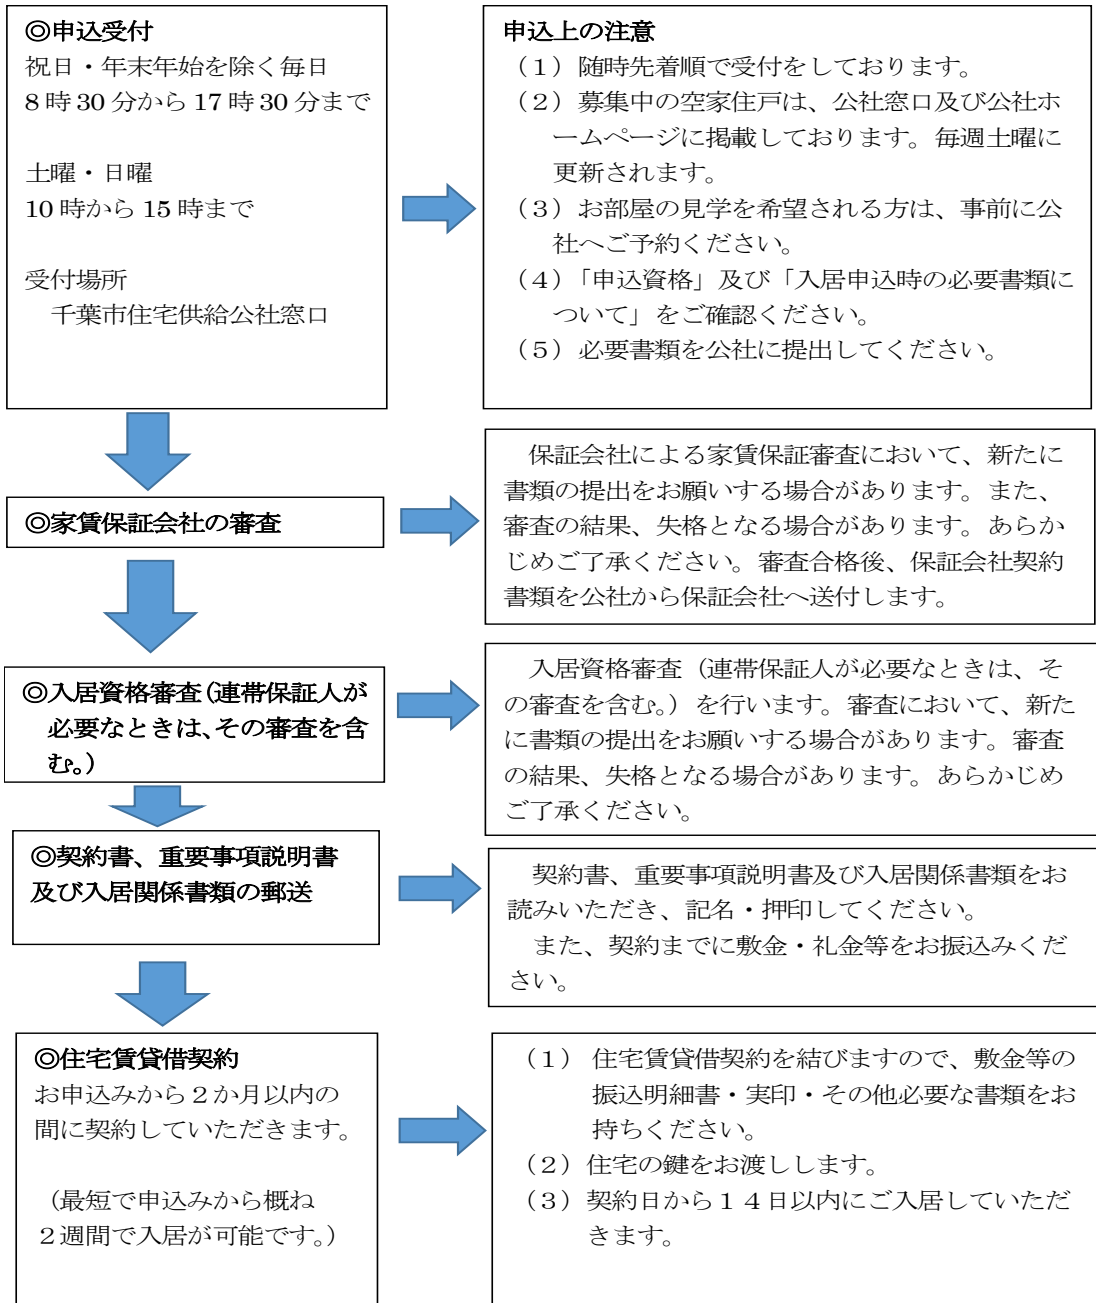 ◎申込受付
祝日・年末年始を除く毎日
8時30分から17時30分まで
土曜・日曜
10時から15時まで
受付場所
千葉市住宅供給公社窓口
申込上の注意
（1）随時先着順で受付をしております。
（2）募集中の空家住戸は、公社窓口及び公社ホ
ームページに掲載しております。毎週土曜に
更新されます。
（3）お部屋の見学を希望される方は、事前に公
社へご予約ください。
（4）「申込資格」及び「入居申込時の必要書類に
ついて」をご確認ください。
（5）必要書類を公社に提出してください。
◎家賃保証会社の審査
保証会社による家賃保証審査において、新たに
書類の提出をお願いする場合があります。また、
審査の結果、失格となる場合があります。あらか
じめご了承ください。審査合格後、保証会社契約
書類を公社から保証会社へ送付します。
◎入居資格審査（連帯保証人が
必要なときは、その審査を含
む。）
入居資格審査（連帯保証人が必要なときは、そ
の審査を含む。）を行います。審査において、新た
に書類の提出をお願いする場合があります。審査
の結果、失格となる場合があります。あらかじめ
ご了承ください。
◎契約書、重要事項説明書
及び入居関係書類の郵送
契約書、重要事項説明書及び入居関係書類をお
読みいただき、記名・押印してください。
また、契約までに敷金・礼金等をお振込みくだ
さい。
◎住宅賃貸借契約
お申込みから２か月以内の
間に契約していただきます。
（最短で申込みから概ね
２週間で入居が可能です。）
（1） 住宅賃貸借契約を結びますので、敷金等の
振込明細書・実印・その他必要な書類をお
持ちください。
（2）住宅の鍵をお渡しします。
（3）契約日から１４日以内にご入居していただ
きます。